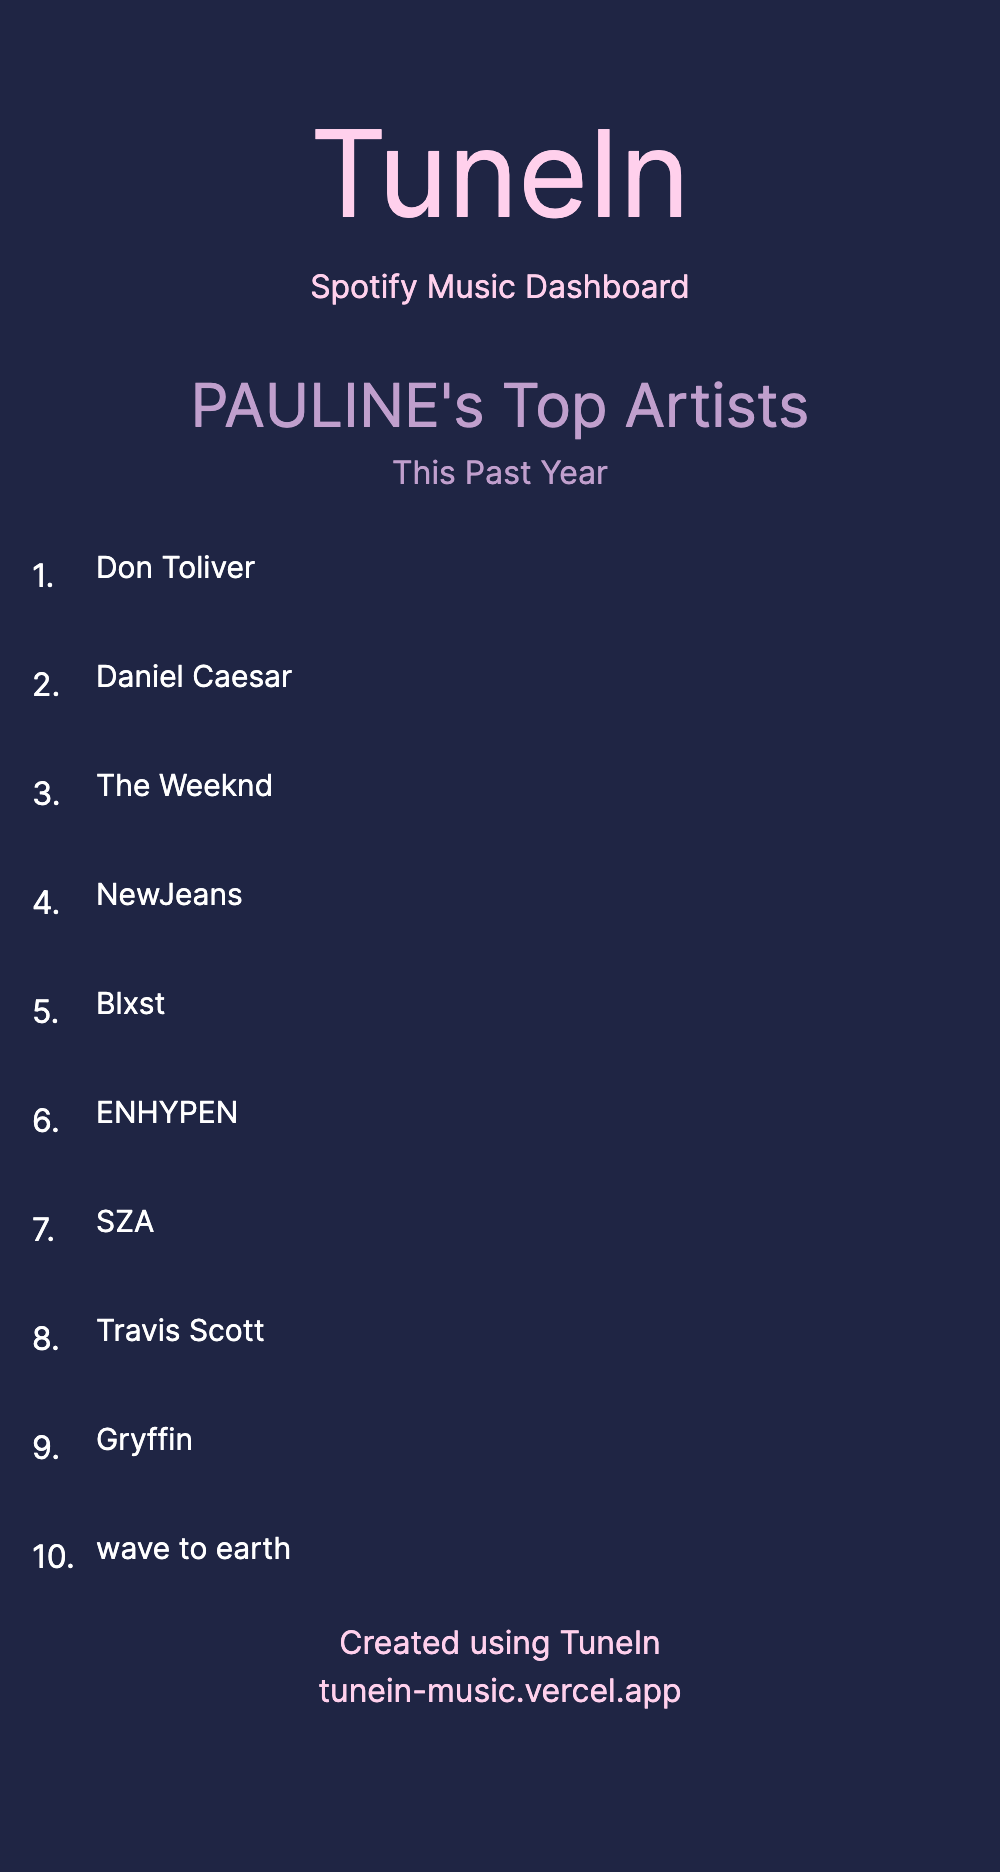 TuneIn
Spotify Music Dashboard
PAULINE's Top Artists
This Past Year
1. Don Toliver
2. Daniel Caesar
3. The Weeknd
4. NewJeans
5. Blxst
6. ENHYPEN
7. SZA
8. Travis Scott
9. Gryffin
10. wave to earth
Created using TuneIn
tunein-music.vercel.app